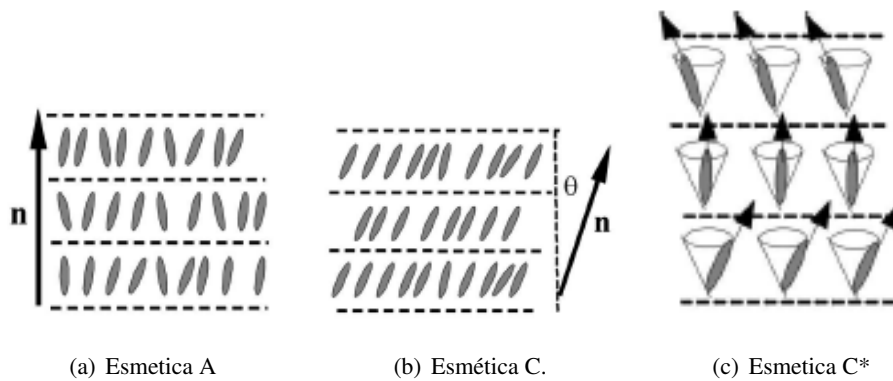 n
θ
n
(a) Esmetica A
(b) Esmética C.
(c) Esmetica C*